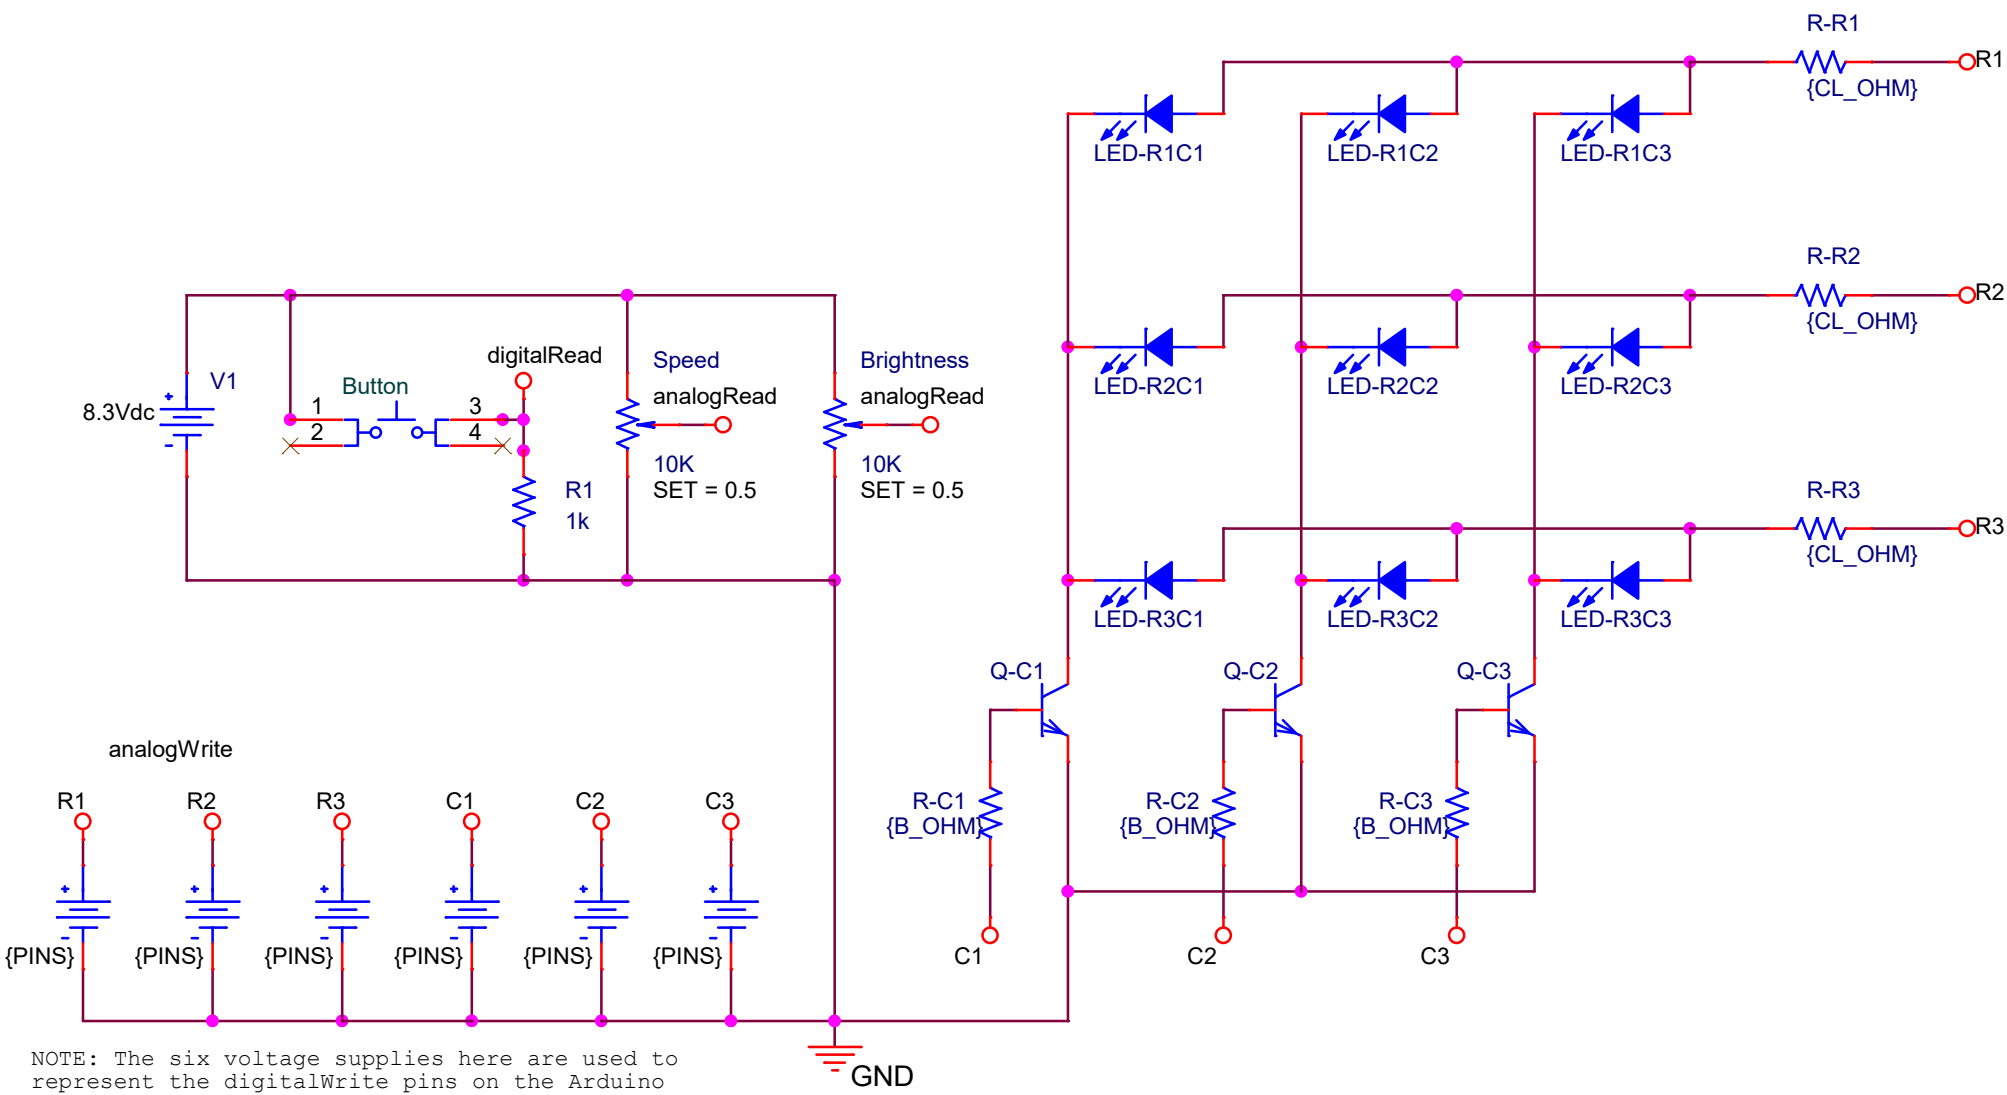 R-R1
R1
{CL_OHM}
LED-R1C1
LED-R1C2
LED-R1C3
R-R2
R2
{CL_OHM}
digitalRead
Speed
Brightness
V1
Button
analogRead
analogRead
LED-R2C1
LED-R2C2
LED-R2C3
8.3Vdc
1
3
2
4
10K
10K
R1
SET = 0.5
SET = 0.5
1k
R-R3
R3
{CL_OHM}
LED-R3C1
LED-R3C2
LED-R3C3
Q-C1
Q-C2
Q-C3
analogWrite
R1
R2
R3
C1
C2
C3
R-C1
R-C2
R-C3
{B_OHM}
{B_OHM}
{B_OHM}
{PINS}
{PINS}
{PINS}
{PINS}
{PINS}
{PINS}
C1
C2
C3
NOTE: The six voltage supplies here are used to
represent the digitalWrite pins on the Arduino
GND